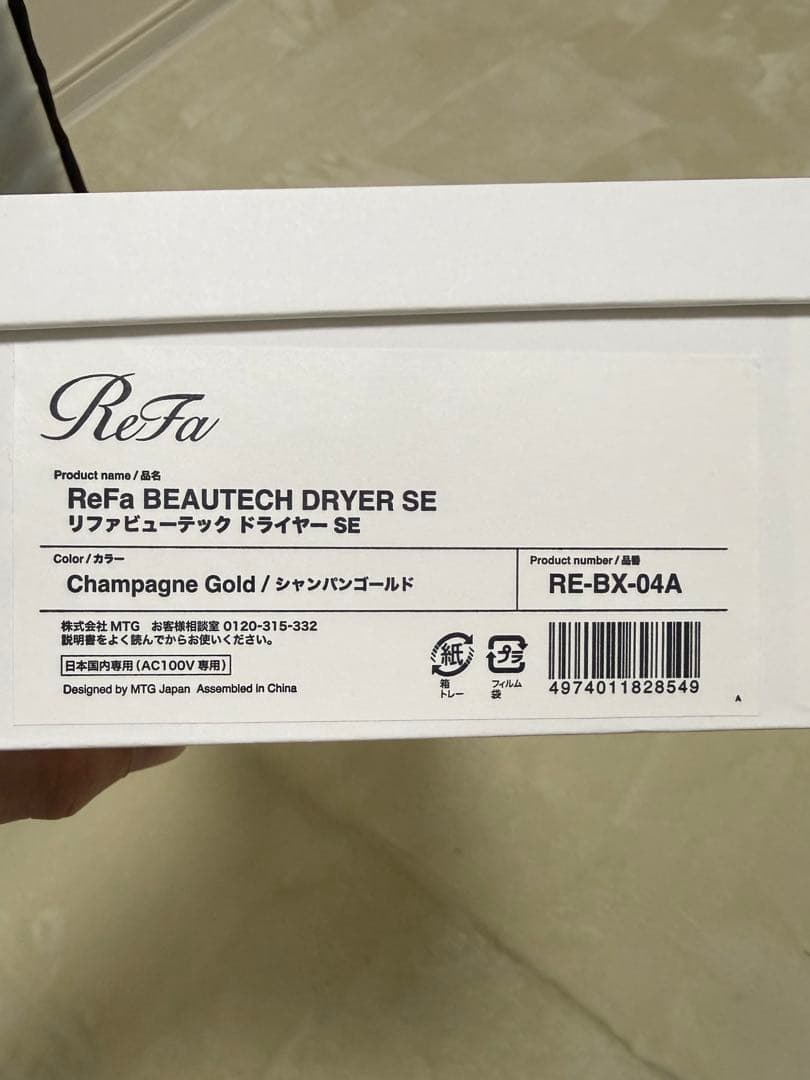 ReFa
Product name / 品名
ReFa BEAUTECH DRYER SE
リファビューテック ドライヤー SE
Color / カラー
Champagne Gold / シャンパンゴールド
Product number / 品番
RE-BX-04A
株式会社 MTG お客様相談室 0120-315-332
説明書をよく読んでからお使いください。
日本国内専用（AC100V 専用）
Designed by MTG Japan Assembled in China
紙
箱
トレー
プラ
フィルム
袋
4974011828549
A